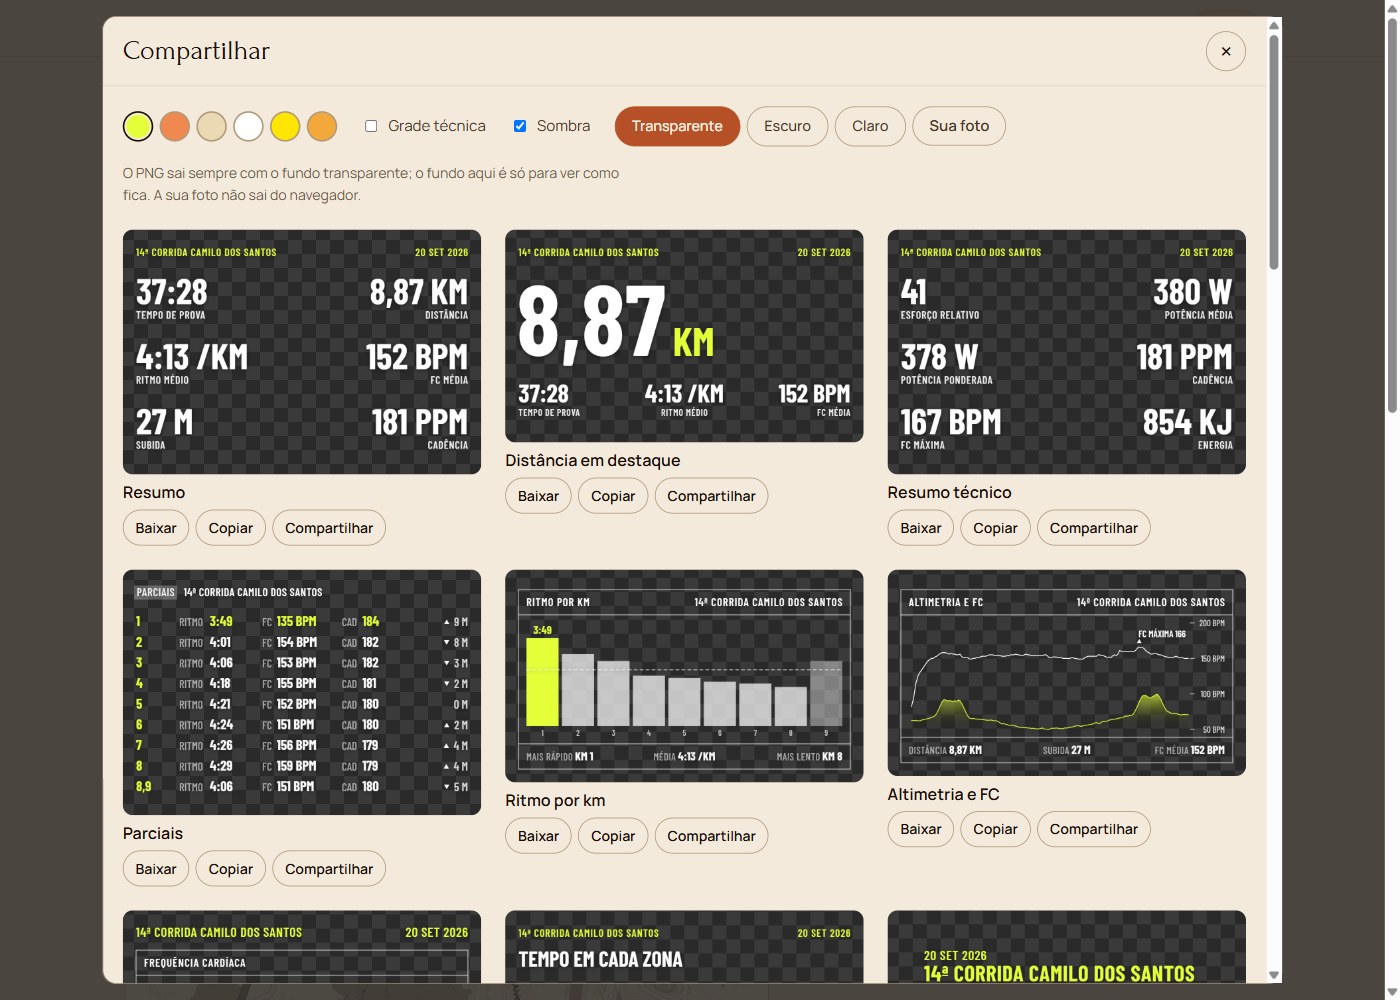 Compartilhar
×
Grade técnica
Sombra
Transparente
Escuro
Claro
Sua foto
O PNG sai sempre com o fundo transparente; o fundo aqui é só para ver como
fica. A sua foto não sai do navegador.
14ª CORRIDA CAMILO DOS SANTOS 20 SET 2026
37:28 8,87 KM
TEMPO DE PROVA DISTÂNCIA
4:13 /KM 152 BPM
RITMO MÉDIO FC MÉDIA
27 M 181 PPM
SUBIDA CADÊNCIA
Resumo
Baixar Copiar Compartilhar
14ª CORRIDA CAMILO DOS SANTOS 20 SET 2026
8,87 KM
37:28 4:13 /KM 152 BPM
TEMPO DE PROVA RITMO MÉDIO FC MÉDIA
Distância em destaque
Baixar Copiar Compartilhar
14ª CORRIDA CAMILO DOS SANTOS 20 SET 2026
41 380 W
ESFORÇO RELATIVO POTÊNCIA MÉDIA
378 W 181 PPM
POTÊNCIA PONDERADA CADÊNCIA
167 BPM 854 KJ
FC MÁXIMA ENERGIA
Resumo técnico
Baixar Copiar Compartilhar
PARCIAIS 14ª CORRIDA CAMILO DOS SANTOS
1 RITMO 3:49 FC 135 BPM CAD 184 ▲ 9 M
2 RITMO 4:01 FC 154 BPM CAD 182 ▼ 8 M
3 RITMO 4:06 FC 153 BPM CAD 182 ▼ 3 M
4 RITMO 4:18 FC 155 BPM CAD 181 ▼ 2 M
5 RITMO 4:21 FC 152 BPM CAD 180 0 M
6 RITMO 4:24 FC 151 BPM CAD 180 ▲ 2 M
7 RITMO 4:26 FC 156 BPM CAD 179 ▲ 4 M
8 RITMO 4:29 FC 159 BPM CAD 179 ▲ 4 M
8,9 RITMO 4:06 FC 151 BPM CAD 180 ▼ 5 M
Parciais
Baixar Copiar Compartilhar
RITMO POR KM 14ª CORRIDA CAMILO DOS SANTOS
3:49
1 2 3 4 5 6 7 8 9
MAIS RÁPIDO KM 1 MÉDIA 4:13 /KM MAIS LENTO KM 8
Ritmo por km
Baixar Copiar Compartilhar
ALTIMETRIA E FC 14ª CORRIDA CAMILO DOS SANTOS
200 BPM
FC MÁXIMA 166
150 BPM
100 BPM
50 BPM
DISTÂNCIA 8,87 KM SUBIDA 27 M FC MÉDIA 152 BPM
Altimetria e FC
Baixar Copiar Compartilhar
14ª CORRIDA CAMILO DOS SANTOS 20 SET 2026
FREQUÊNCIA CARDÍACA
14ª CORRIDA CAMILO DOS SANTOS 20 SET 2026
TEMPO EM CADA ZONA
20 SET 2026
14ª CORRIDA CAMILO DOS SANTOS